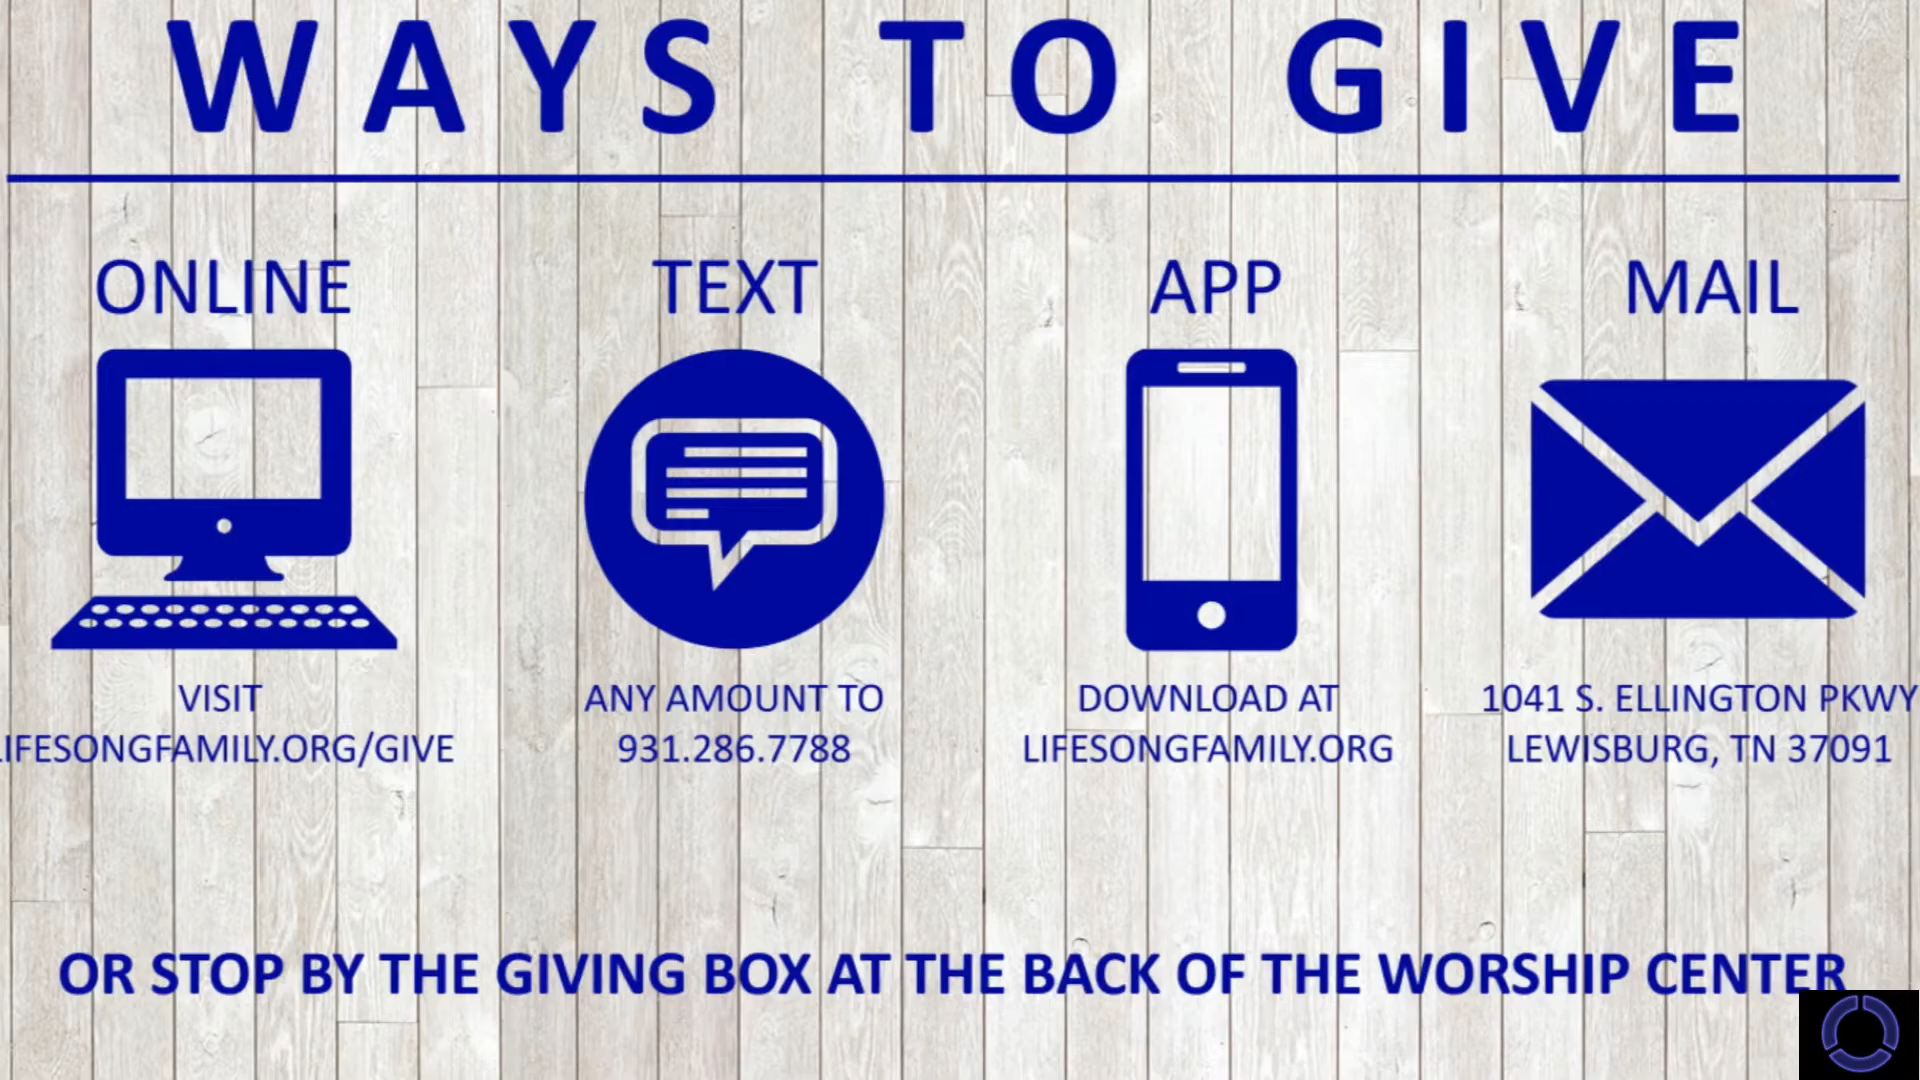 WAYS TO GIVE
ONLINE
VISIT
LIFESONGFAMILY.ORG/GIVE
TEXT
ANY AMOUNT TO
931.286.7788
APP
DOWNLOAD AT
LIFESONGFAMILY.ORG
MAIL
1041 S. ELLINGTON PKWY
LEWISBURG, TN 37091
OR STOP BY THE GIVING BOX AT THE BACK OF THE WORSHIP CENTER